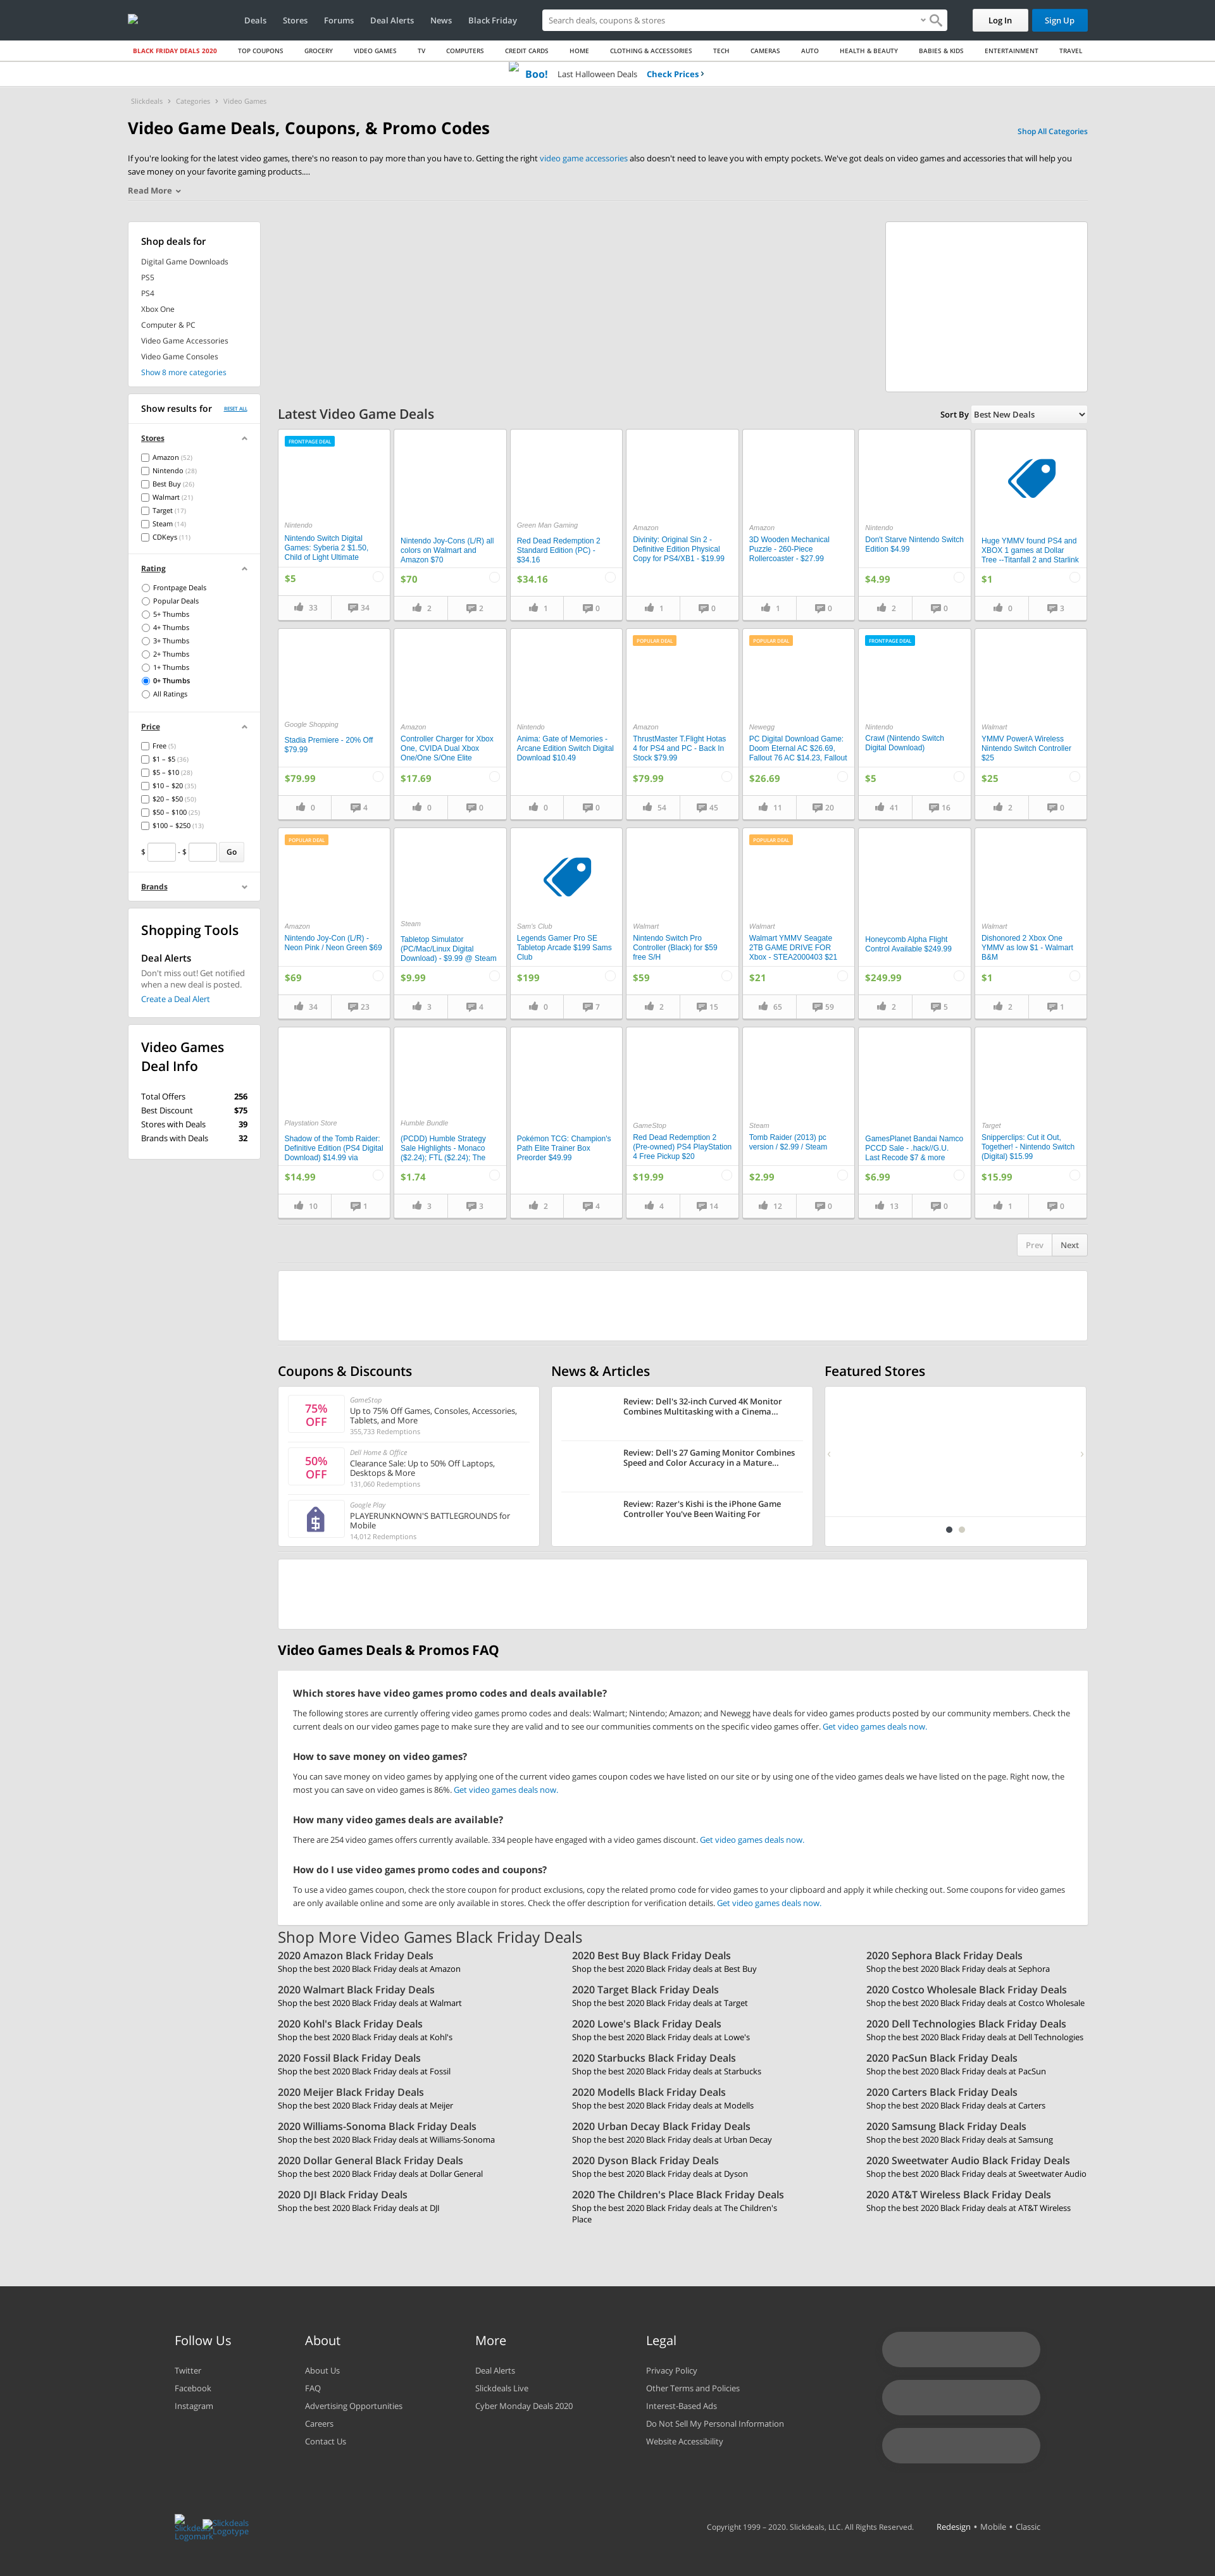 Deals Stores Forums Deal Alerts News Black Friday
Search deals, coupons & stores
Log In Sign Up
BLACK FRIDAY DEALS 2020 TOP COUPONS GROCERY VIDEO GAMES TV COMPUTERS CREDIT CARDS HOME CLOTHING & ACCESSORIES TECH CAMERAS AUTO HEALTH & BEAUTY BABIES & KIDS ENTERTAINMENT TRAVEL
Boo! Last Halloween Deals Check Prices ›
Slickdeals › Categories › Video Games
Video Game Deals, Coupons, & Promo Codes
Shop All Categories
If you're looking for the latest video games, there's no reason to pay more than you have to. Getting the right video game accessories also doesn't need to leave you with empty pockets. We've got deals on video games and accessories that will help you
save money on your favorite gaming products....
Read More
Shop deals for
Digital Game Downloads
PS5
PS4
Xbox One
Computer & PC
Video Game Accessories
Video Game Consoles
Show 8 more categories
Show results for RESET ALL
Stores
Amazon (52)
Nintendo (28)
Best Buy (26)
Walmart (21)
Target (17)
Steam (14)
CDKeys (11)
Rating
Frontpage Deals
Popular Deals
5+ Thumbs
4+ Thumbs
3+ Thumbs
2+ Thumbs
1+ Thumbs
0+ Thumbs
All Ratings
Price
Free (5)
$1 – $5 (36)
$5 – $10 (28)
$10 – $20 (35)
$20 – $50 (50)
$50 – $100 (25)
$100 – $250 (13)
$ - $ Go
Brands
Shopping Tools
Deal Alerts
Don't miss out! Get notified
when a new deal is posted.
Create a Deal Alert
Video Games
Deal Info
Total Offers 256
Best Discount $75
Stores with Deals 39
Brands with Deals 32
Latest Video Game Deals
Sort By Best New Deals
FRONTPAGE DEAL
Nintendo
Nintendo Switch Digital
Games: Syberia 2 $1.50,
Child of Light Ultimate
$5
33 34
Nintendo Joy-Cons (L/R) all
colors on Walmart and
Amazon $70
$70
2 2
Green Man Gaming
Red Dead Redemption 2
Standard Edition (PC) -
$34.16
$34.16
1 0
Amazon
Divinity: Original Sin 2 -
Definitive Edition Physical
Copy for PS4/XB1 - $19.99
1 0
Amazon
3D Wooden Mechanical
Puzzle - 260-Piece
Rollercoaster - $27.99
1 0
Nintendo
Don't Starve Nintendo Switch
Edition $4.99
$4.99
2 0
Huge YMMV found PS4 and
XBOX 1 games at Dollar
Tree --Titanfall 2 and Starlink
$1
0 3
Google Shopping
Stadia Premiere - 20% Off
$79.99
$79.99
0 4
Amazon
Controller Charger for Xbox
One, CVIDA Dual Xbox
One/One S/One Elite
$17.69
0 0
Nintendo
Anima: Gate of Memories -
Arcane Edition Switch Digital
Download $10.49
0 0
POPULAR DEAL
Amazon
ThrustMaster T.Flight Hotas
4 for PS4 and PC - Back In
Stock $79.99
$79.99
54 45
POPULAR DEAL
Newegg
PC Digital Download Game:
Doom Eternal AC $26.69,
Fallout 76 AC $14.23, Fallout
$26.69
11 20
FRONTPAGE DEAL
Nintendo
Crawl (Nintendo Switch
Digital Download)
$5
41 16
Walmart
YMMV PowerA Wireless
Nintendo Switch Controller
$25
$25
2 0
POPULAR DEAL
Amazon
Nintendo Joy-Con (L/R) -
Neon Pink / Neon Green $69
$69
34 23
Steam
Tabletop Simulator
(PC/Mac/Linux Digital
Download) - $9.99 @ Steam
$9.99
3 4
Sam's Club
Legends Gamer Pro SE
Tabletop Arcade $199 Sams
Club
$199
0 7
Walmart
Nintendo Switch Pro
Controller (Black) for $59
free S/H
$59
2 15
POPULAR DEAL
Walmart
Walmart YMMV Seagate
2TB GAME DRIVE FOR
Xbox - STEA2000403 $21
$21
65 59
Honeycomb Alpha Flight
Control Available $249.99
$249.99
2 5
Walmart
Dishonored 2 Xbox One
YMMV as low $1 - Walmart
B&M
$1
2 1
Playstation Store
Shadow of the Tomb Raider:
Definitive Edition (PS4 Digital
Download) $14.99 via
$14.99
10 1
Humble Bundle
(PCDD) Humble Strategy
Sale Highlights - Monaco
($2.24); FTL ($2.24); The
$1.74
3 3
Pokémon TCG: Champion's
Path Elite Trainer Box
Preorder $49.99
2 4
GameStop
Red Dead Redemption 2
(Pre-owned) PS4 PlayStation
4 Free Pickup $20
$19.99
4 14
Steam
Tomb Raider (2013) pc
version / $2.99 / Steam
$2.99
12 0
GamesPlanet Bandai Namco
PCCD Sale - .hack//G.U.
Last Recode $7 & more
$6.99
13 0
Target
Snipperclips: Cut it Out,
Together! - Nintendo Switch
(Digital) $15.99
$15.99
1 0
Prev Next
Coupons & Discounts
75%
OFF
GameStop
Up to 75% Off Games, Consoles, Accessories,
Tablets, and More
355,733 Redemptions
50%
OFF
Dell Home & Office
Clearance Sale: Up to 50% Off Laptops,
Desktops & More
131,060 Redemptions
Google Play
PLAYERUNKNOWN'S BATTLEGROUNDS for
Mobile
14,012 Redemptions
News & Articles
Review: Dell's 32-inch Curved 4K Monitor
Combines Multitasking with a Cinema...
Review: Dell's 27 Gaming Monitor Combines
Speed and Color Accuracy in a Mature...
Review: Razer's Kishi is the iPhone Game
Controller You've Been Waiting For
Featured Stores
Video Games Deals & Promos FAQ
Which stores have video games promo codes and deals available?
The following stores are currently offering video games promo codes and deals: Walmart; Nintendo; Amazon; and Newegg have deals for video games products posted by our community members. Check the
current deals on our video games page to make sure they are valid and to see our communities comments on the specific video games offer. Get video games deals now.
How to save money on video games?
You can save money on video games by applying one of the current video games coupon codes we have listed on our site or by using one of the video games deals we have listed on the page. Right now, the
most you can save on video games is 86%. Get video games deals now.
How many video games deals are available?
There are 254 video games offers currently available. 334 people have engaged with a video games discount. Get video games deals now.
How do I use video games promo codes and coupons?
To use a video games coupon, check the store coupon for product exclusions, copy the related promo code for video games to your clipboard and apply it while checking out. Some coupons for video games
are only available online and some are only available in stores. Check the offer description for verification details. Get video games deals now.
Shop More Video Games Black Friday Deals
2020 Amazon Black Friday Deals
Shop the best 2020 Black Friday deals at Amazon
2020 Best Buy Black Friday Deals
Shop the best 2020 Black Friday deals at Best Buy
2020 Sephora Black Friday Deals
Shop the best 2020 Black Friday deals at Sephora
2020 Walmart Black Friday Deals
Shop the best 2020 Black Friday deals at Walmart
2020 Target Black Friday Deals
Shop the best 2020 Black Friday deals at Target
2020 Costco Wholesale Black Friday Deals
Shop the best 2020 Black Friday deals at Costco Wholesale
2020 Kohl's Black Friday Deals
Shop the best 2020 Black Friday deals at Kohl's
2020 Lowe's Black Friday Deals
Shop the best 2020 Black Friday deals at Lowe's
2020 Dell Technologies Black Friday Deals
Shop the best 2020 Black Friday deals at Dell Technologies
2020 Fossil Black Friday Deals
Shop the best 2020 Black Friday deals at Fossil
2020 Starbucks Black Friday Deals
Shop the best 2020 Black Friday deals at Starbucks
2020 PacSun Black Friday Deals
Shop the best 2020 Black Friday deals at PacSun
2020 Meijer Black Friday Deals
Shop the best 2020 Black Friday deals at Meijer
2020 Modells Black Friday Deals
Shop the best 2020 Black Friday deals at Modells
2020 Carters Black Friday Deals
Shop the best 2020 Black Friday deals at Carters
2020 Williams-Sonoma Black Friday Deals
Shop the best 2020 Black Friday deals at Williams-Sonoma
2020 Urban Decay Black Friday Deals
Shop the best 2020 Black Friday deals at Urban Decay
2020 Samsung Black Friday Deals
Shop the best 2020 Black Friday deals at Samsung
2020 Dollar General Black Friday Deals
Shop the best 2020 Black Friday deals at Dollar General
2020 Dyson Black Friday Deals
Shop the best 2020 Black Friday deals at Dyson
2020 Sweetwater Audio Black Friday Deals
Shop the best 2020 Black Friday deals at Sweetwater Audio
2020 DJI Black Friday Deals
Shop the best 2020 Black Friday deals at DJI
2020 The Children's Place Black Friday Deals
Shop the best 2020 Black Friday deals at The Children's
Place
2020 AT&T Wireless Black Friday Deals
Shop the best 2020 Black Friday deals at AT&T Wireless
Follow Us
Twitter
Facebook
Instagram
About
About Us
FAQ
Advertising Opportunities
Careers
Contact Us
More
Deal Alerts
Slickdeals Live
Cyber Monday Deals 2020
Legal
Privacy Policy
Other Terms and Policies
Interest-Based Ads
Do Not Sell My Personal Information
Website Accessibility
Slickdeals
Logomark
Slickdeals
Logotype
Copyright 1999 – 2020. Slickdeals, LLC. All Rights Reserved. Redesign • Mobile • Classic